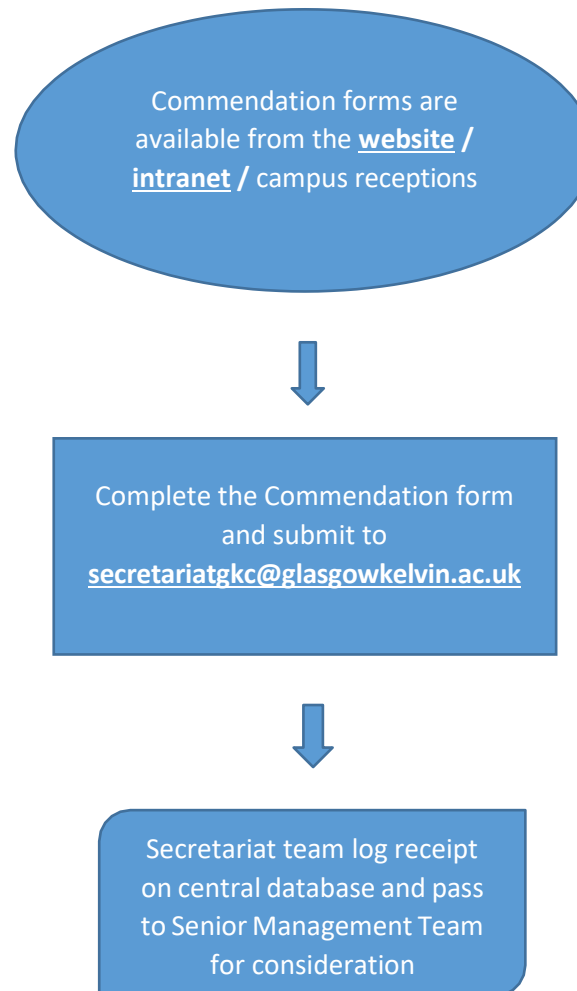 Commendation forms are
available from the website /
intranet / campus receptions
Complete the Commendation form
and submit to
secretariatgkc@glasgowkelvin.ac.uk
Secretariat team log receipt
on central database and pass
to Senior Management Team
for consideration